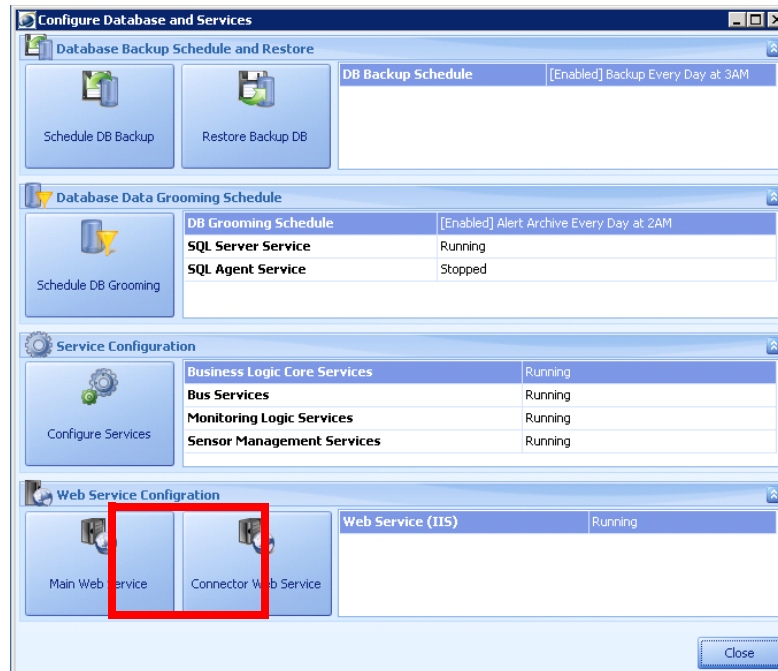 Configure Database and Services
Database Backup Schedule and Restore
Schedule DB Backup
Restore Backup DB
DB Backup Schedule [Enabled] Backup Every Day at 3AM
Database Data Grooming Schedule
Schedule DB Grooming
DB Grooming Schedule [Enabled] Alert Archive Every Day at 2AM
SQL Server Service Running
SQL Agent Service Stopped
Service Configuration
Configure Services
Business Logic Core Services Running
Bus Services Running
Monitoring Logic Services Running
Sensor Management Services Running
Web Service Configration
Main Web Service
Connector Web Service
Web Service (IIS) Running
Close